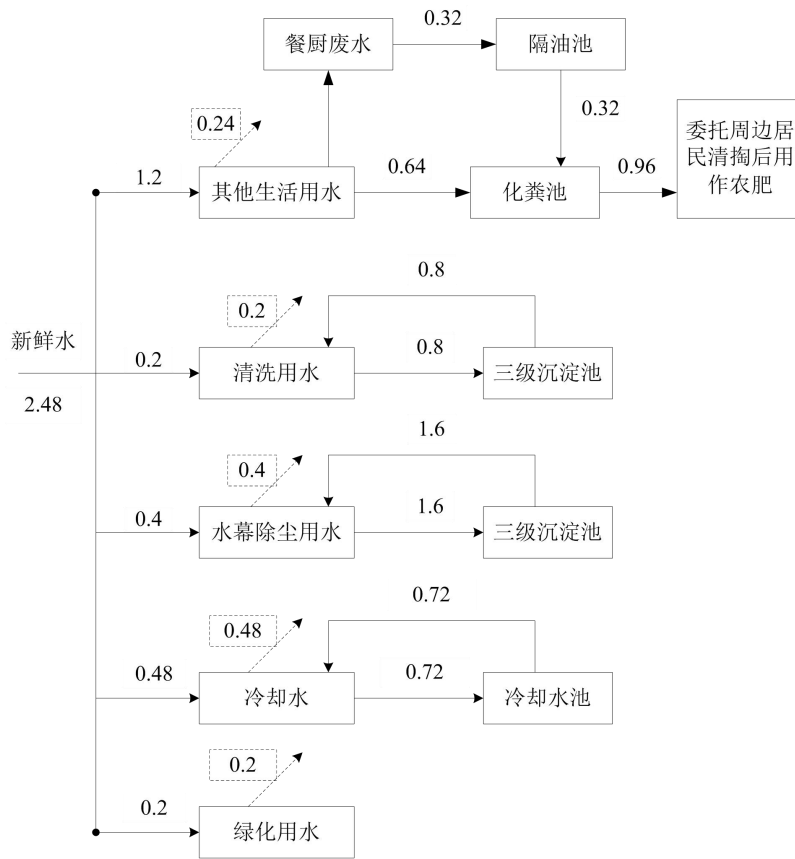 0.32
餐厨废水
隔油池
0.24
0.32
委托周边居
民清掏后用
作农肥
1.2
其他生活用水
0.64
化粪池
0.96
0.8
0.2
新鲜水
0.2
清洗用水
0.8
三级沉淀池
2.48
1.6
0.4
0.4
水幕除尘用水
1.6
三级沉淀池
0.72
0.48
0.48
冷却水
0.72
冷却水池
0.2
0.2
绿化用水